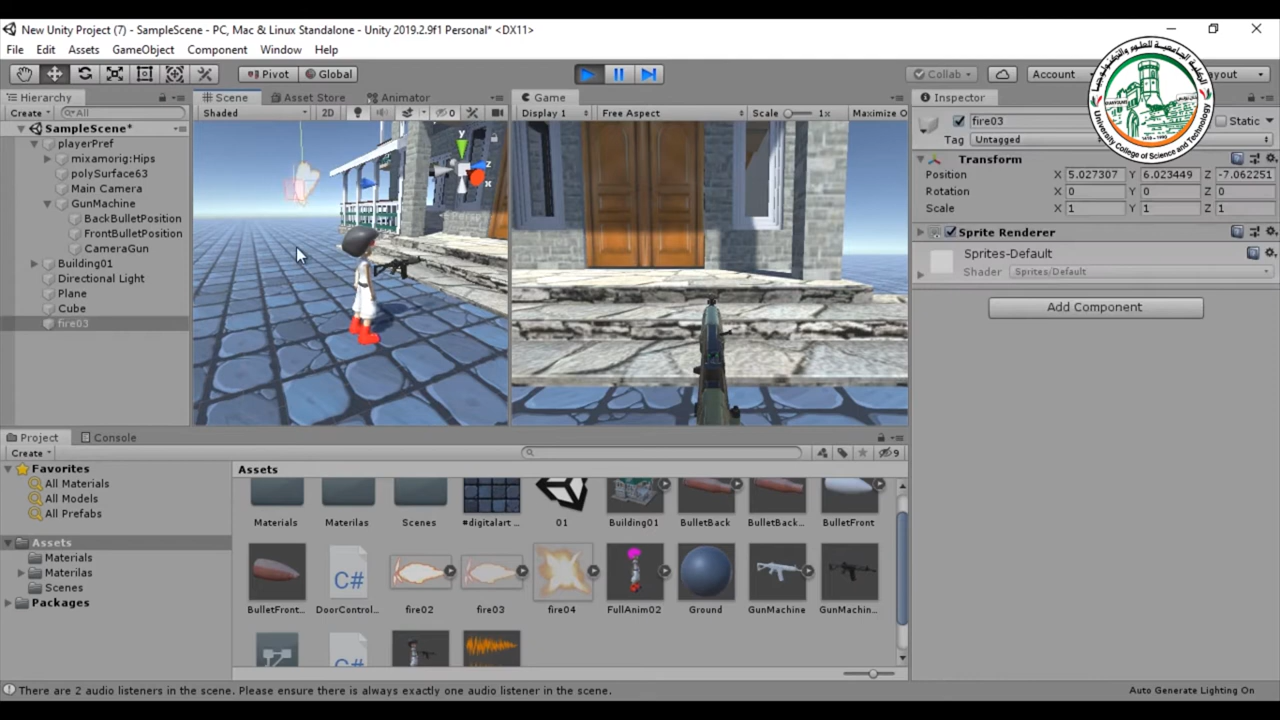 New Unity Project (7) - SampleScene - PC, Mac & Linux Standalone - Unity 2019.2.9f1 Personal* <DX11>
File Edit Assets GameObject Component Window Help
Pivot Global Collab Account
Hierarchy
Create All
SampleScene*
playerPref
mixamorig:Hips
polySurface63
Main Camera
GunMachine
BackBulletPosition
FrontBulletPosition
CameraGun
Building01
Directional Light
Plane
Cube
fire03
Scene Asset Store Animator
Shaded 2D 0
y
z
x
Game
Display 1 Free Aspect Scale 1x Maximize O
Inspector
fire03 Static
Tag Untagged
Transform
Position X 5.027307 Y 6.023449 Z -7.062251
Rotation X 0 Y 0 Z 0
Scale X 1 Y 1 Z 1
Sprite Renderer
Sprites-Default
Shader Sprites/Default
Add Component
University College of Science and Technology
Project Console
Create 9
Favorites
All Materials
All Models
All Prefabs
Assets
Materials
Materilas
Scenes
Packages
Assets
Materials Materilas Scenes #digitalart ... 01 Building01 BulletBack BulletBack... BulletFront
BulletFront... DoorControl... fire02 fire03 fire04 FullAnim02 Ground GunMachine GunMachin...
C#
C#
There are 2 audio listeners in the scene. Please ensure there is always exactly one audio listener in the scene.
Auto Generate Lighting On